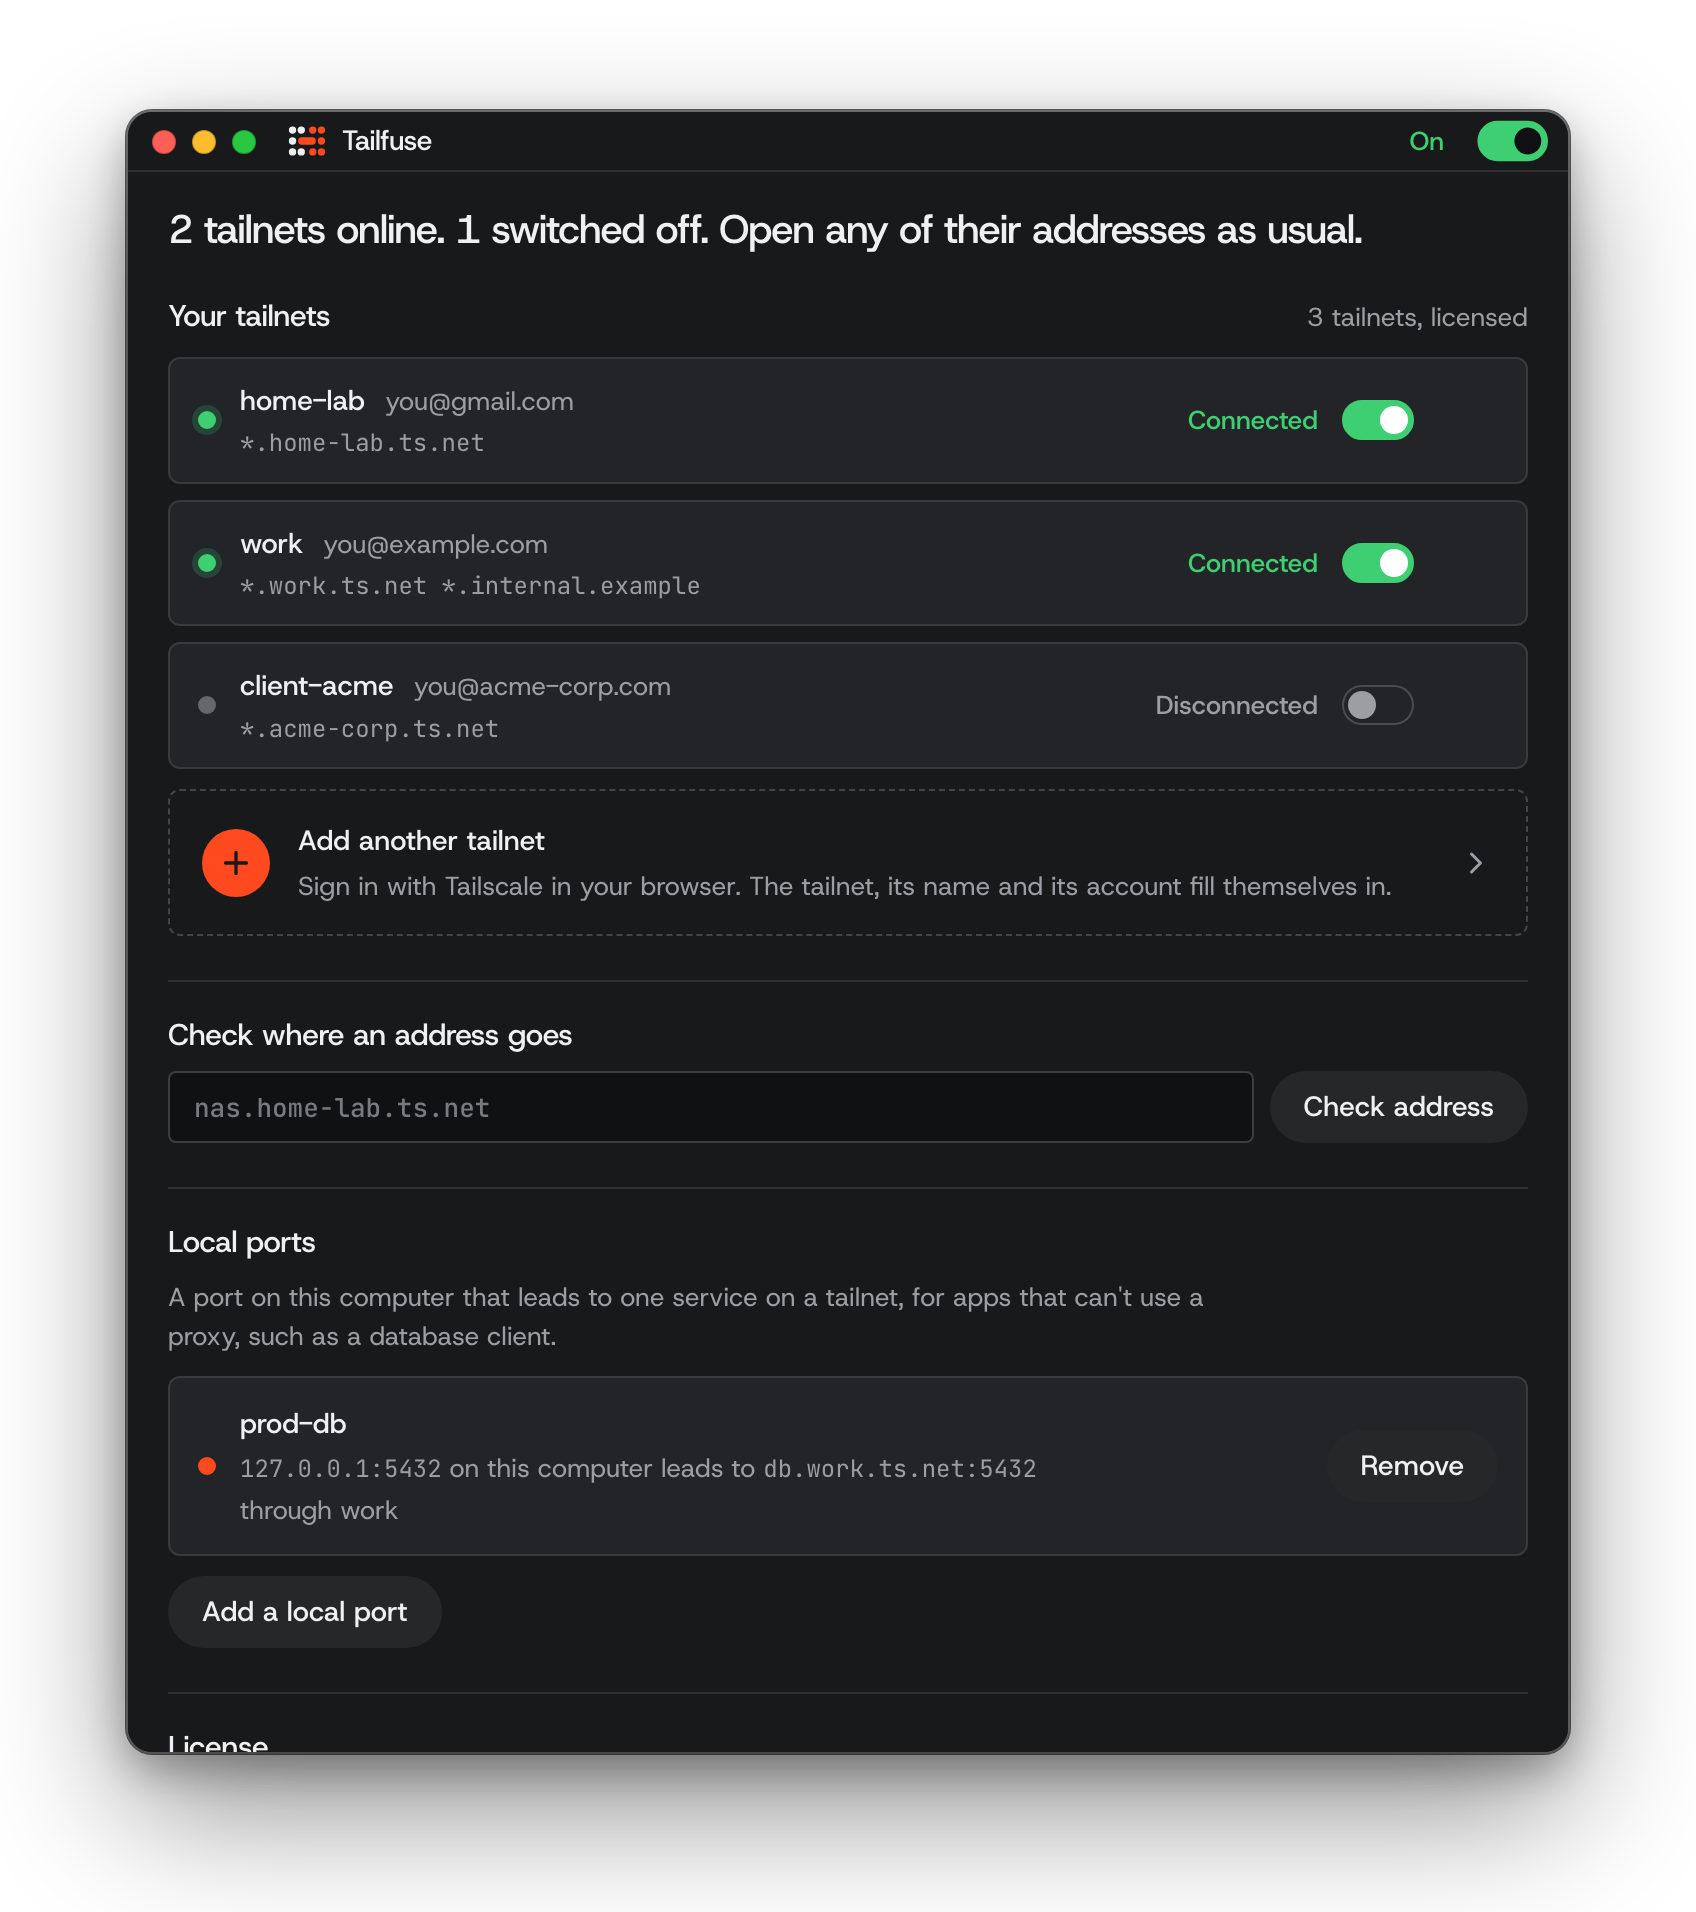 Tailfuse
On
2 tailnets online. 1 switched off. Open any of their addresses as usual.
Your tailnets
3 tailnets, licensed
home-lab you@gmail.com
*.home-lab.ts.net
Connected
work you@example.com
*.work.ts.net *.internal.example
Connected
client-acme you@acme-corp.com
*.acme-corp.ts.net
Disconnected
Add another tailnet
Sign in with Tailscale in your browser. The tailnet, its name and its account fill themselves in.
Check where an address goes
nas.home-lab.ts.net
Check address
Local ports
A port on this computer that leads to one service on a tailnet, for apps that can't use a
proxy, such as a database client.
prod-db
127.0.0.1:5432 on this computer leads to db.work.ts.net:5432
through work
Remove
Add a local port
License